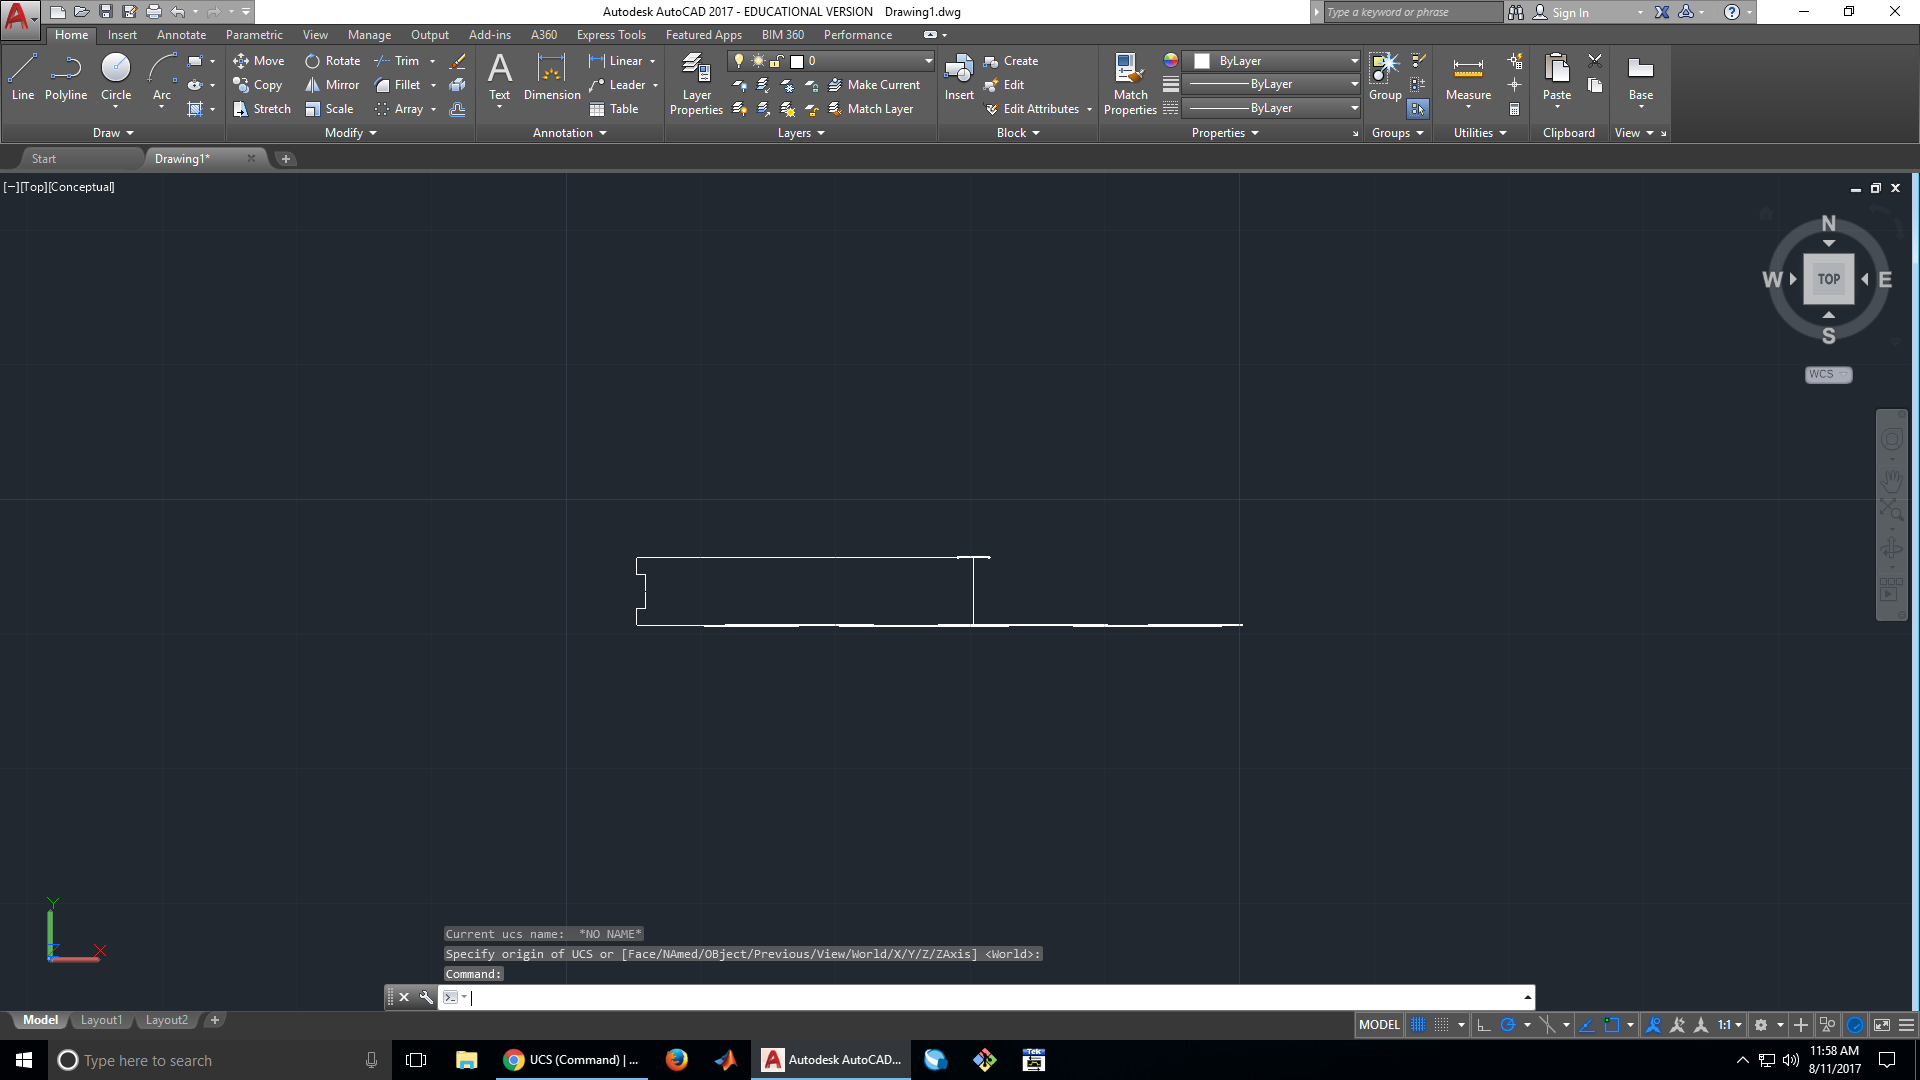 Autodesk AutoCAD 2017 - EDUCATIONAL VERSION Drawing1.dwg
Type a keyword or phrase
Sign In
Home Insert Annotate Parametric View Manage Output Add-ins A360 Express Tools Featured Apps BIM 360 Performance
Line Polyline Circle Arc
Draw
Move Rotate Trim
Copy Mirror Fillet
Stretch Scale Array
Modify
Text Dimension
Linear
Leader
Table
Annotation
Layer Properties
0
Make Current
Match Layer
Layers
Insert
Create
Edit
Edit Attributes
Block
Match Properties
ByLayer
ByLayer
ByLayer
Properties
Group
Groups
Measure
Utilities
Paste
Clipboard
Base
View
Start Drawing1*
[−][Top][Conceptual]
N
W TOP E
S
WCS
Y
X
Current ucs name: *NO NAME*
Specify origin of UCS or [Face/NAmed/OBject/Previous/View/World/X/Y/Z/ZAxis] <World>:
Command:
Model Layout1 Layout2
MODEL 1:1
Type here to search
UCS (Command) | ...
Autodesk AutoCAD...
Tek
11:58 AM
8/11/2017